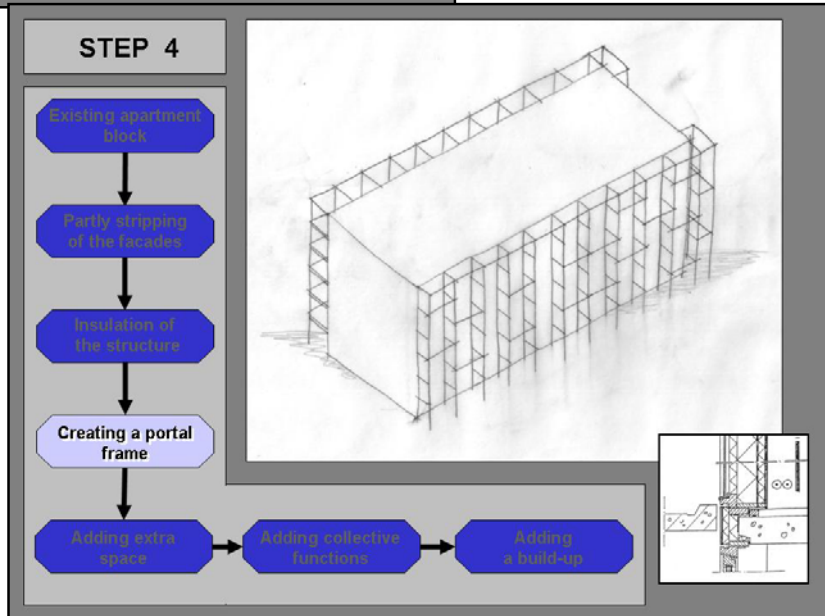 STEP 4
Existing apartment
block
Partly stripping
of the facades
Insulation of
the structure
Creating a portal
frame
Adding extra
space
Adding collective
functions
Adding
a build-up